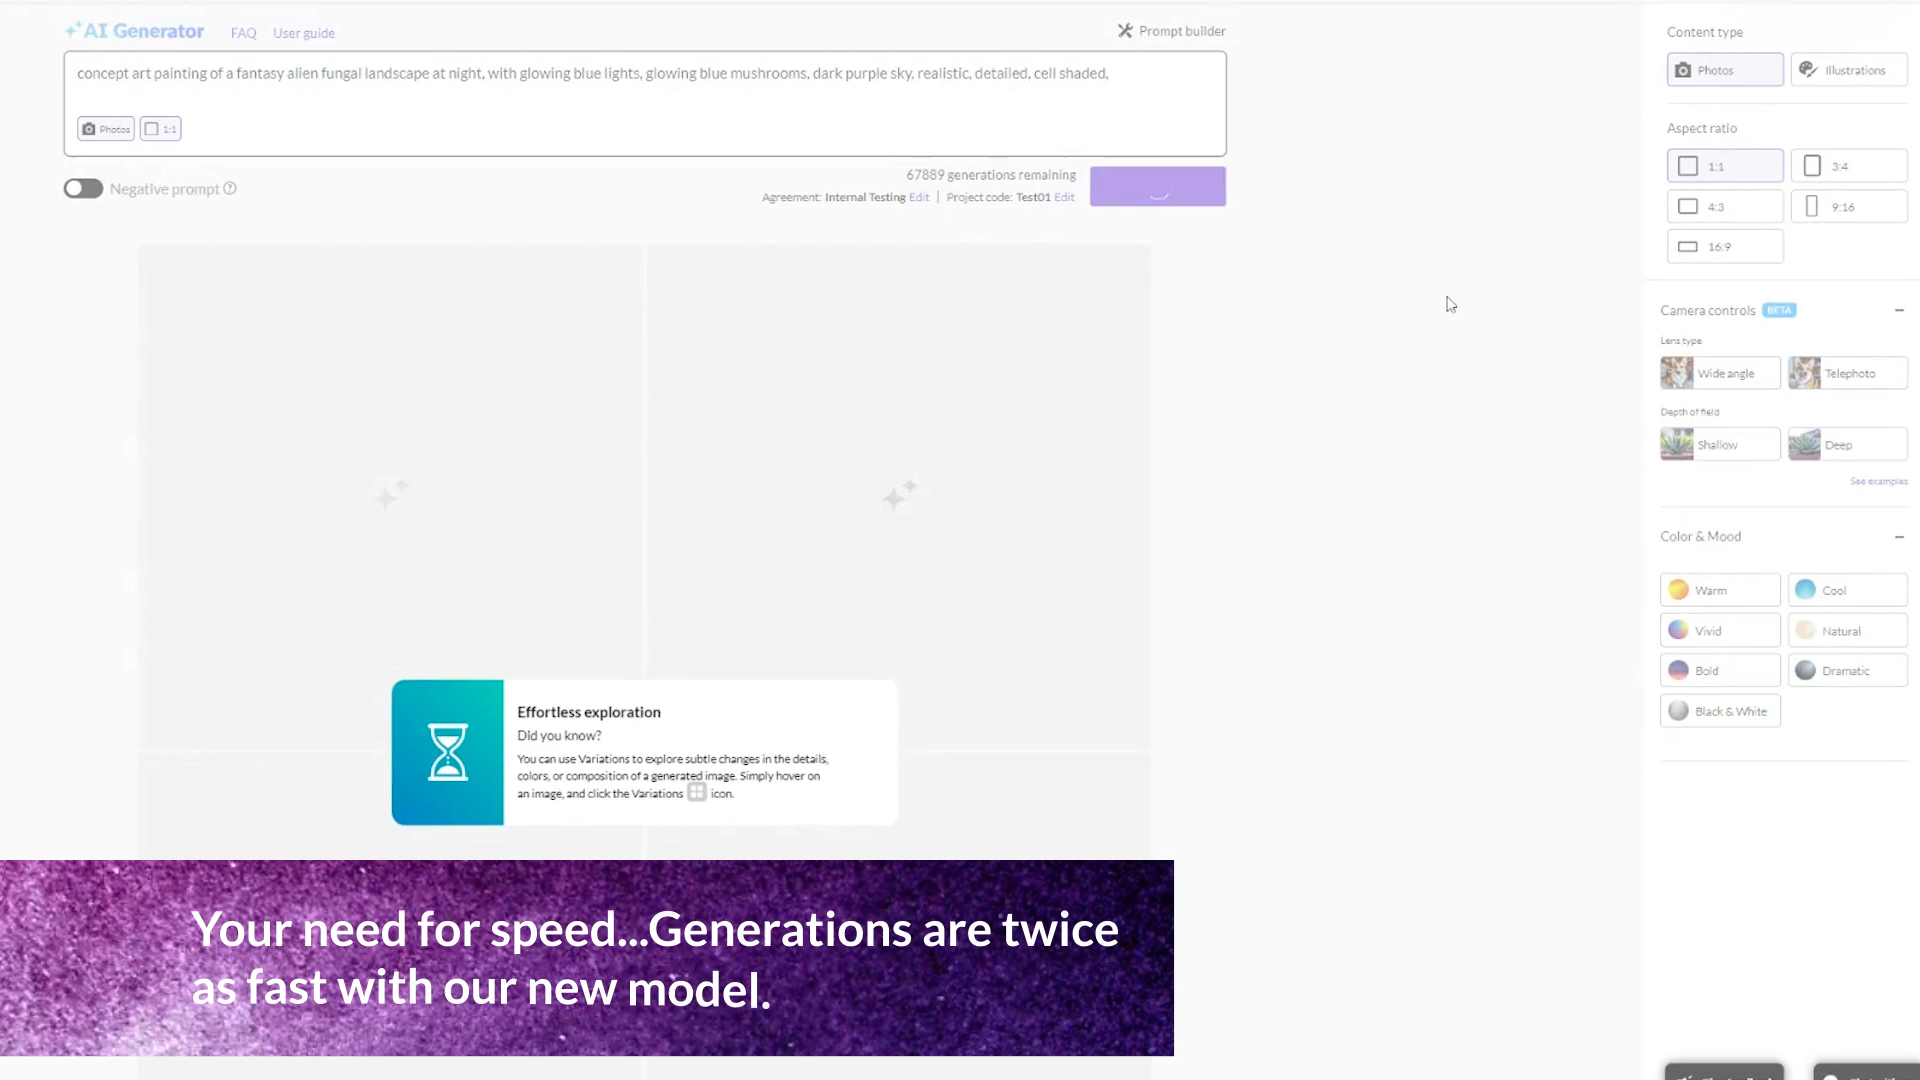 AI Generator
FAQ
User guide
Prompt builder
concept art painting of a fantasy alien fungal landscape at night, with glowing blue lights, glowing blue mushrooms, dark purple sky, realistic, detailed, cell shaded,
Photos
1:1
Negative prompt
67889 generations remaining
Agreement: Internal Testing Edit | Project code: Test01 Edit
Content type
Photos
Illustrations
Aspect ratio
1:1
3:4
4:3
9:16
16:9
Camera controls BETA
Lens type
Wide angle
Telephoto
Depth of field
Shallow
Deep
See examples
Color & Mood
Warm
Cool
Vivid
Natural
Bold
Dramatic
Black & White
Effortless exploration
Did you know?
You can use Variations to explore subtle changes in the details,
colors, or composition of a generated image. Simply hover on
an image, and click the Variations icon.
Your need for speed...Generations are twice
as fast with our new model.